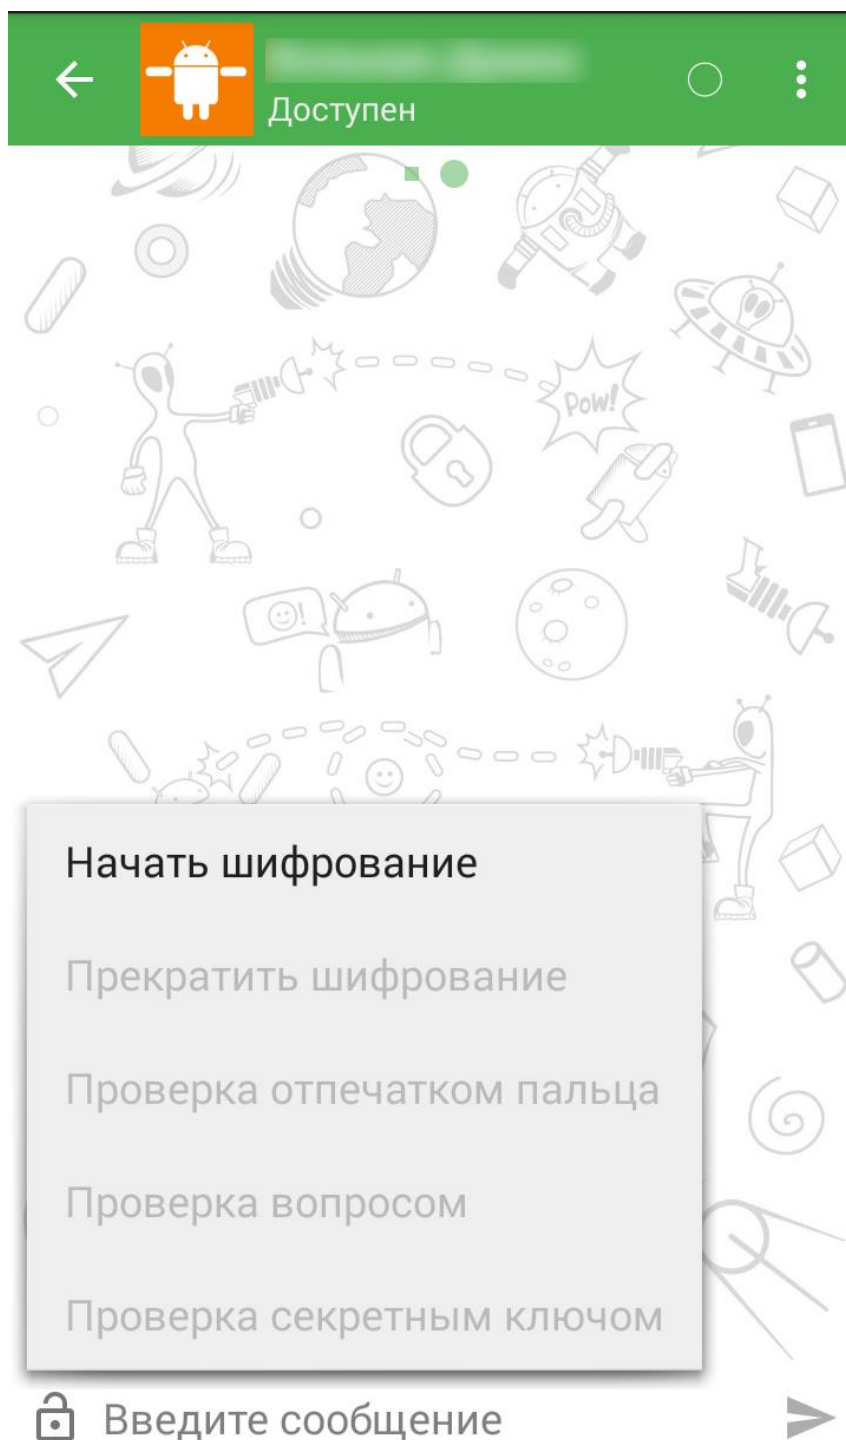 Доступен
Pow!
Начать шифрование
Прекратить шифрование
Проверка отпечатком пальца
Проверка вопросом
Проверка секретным ключом
Введите сообщение